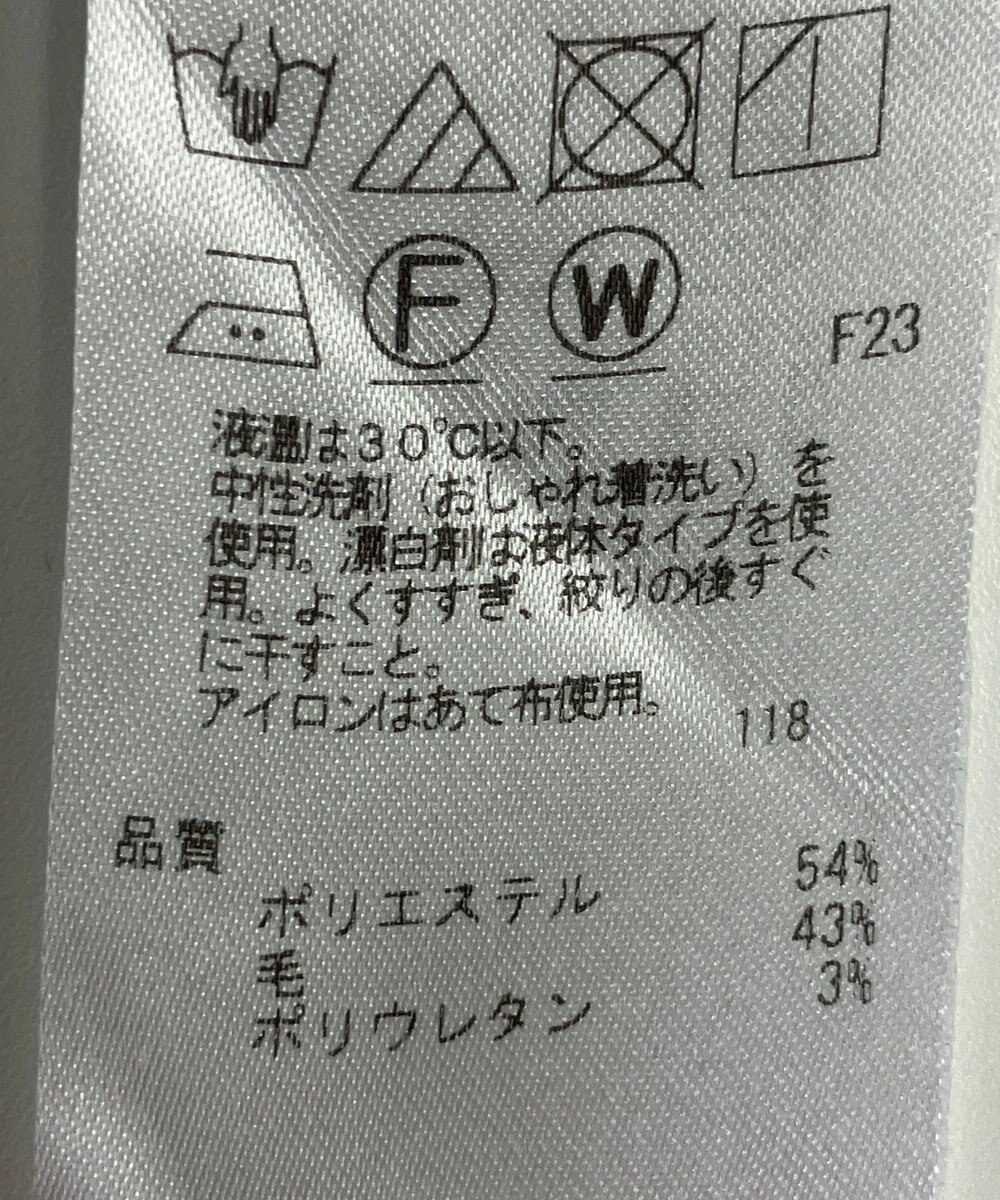 F
W
F23
液温は30℃以下。
中性洗剤（おしゃれ着洗い）を
使用。漂白剤は液体タイプを使
用。よくすすぎ、絞りの後すぐ
に干すこと。
アイロンはあて布使用。
118
品質
ポリエステル 54%
毛 43%
ポリウレタン 3%